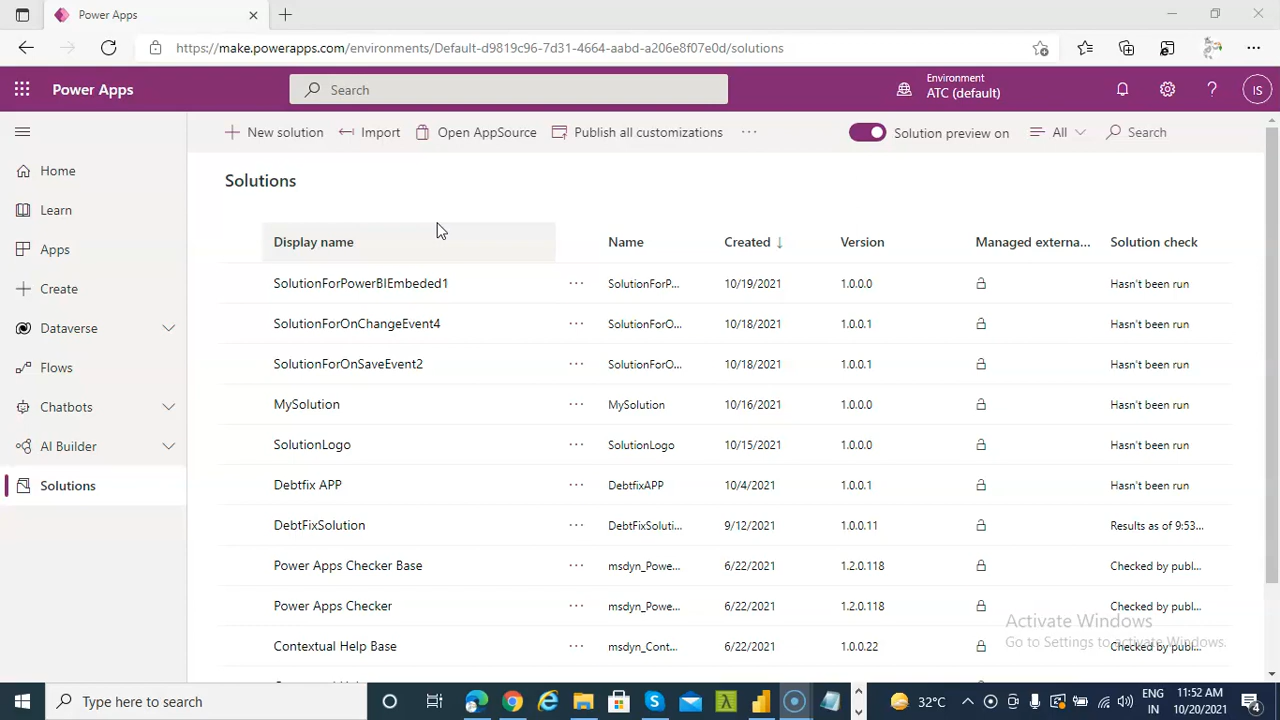 Power Apps
https://make.powerapps.com/environments/Default-d9819c96-7d31-4664-aabd-a206e8f07e0d/solutions
Power Apps
Search
Environment
ATC (default)
IS
New solution
Import
Open AppSource
Publish all customizations
Solution preview on
All
Search
Home
Learn
Apps
Create
Dataverse
Flows
Chatbots
AI Builder
Solutions
Solutions
Display name Name Created Version Managed externa... Solution check
SolutionForPowerBIEmbeded1 SolutionForP... 10/19/2021 1.0.0.0 Hasn't been run
SolutionForOnChangeEvent4 SolutionForO... 10/18/2021 1.0.0.1 Hasn't been run
SolutionForOnSaveEvent2 SolutionForO... 10/18/2021 1.0.0.1 Hasn't been run
MySolution MySolution 10/16/2021 1.0.0.0 Hasn't been run
SolutionLogo SolutionLogo 10/15/2021 1.0.0.0 Hasn't been run
Debtfix APP DebtfixAPP 10/4/2021 1.0.0.1 Hasn't been run
DebtFixSolution DebtFixSoluti... 9/12/2021 1.0.0.11 Results as of 9:53...
Power Apps Checker Base msdyn_Powe... 6/22/2021 1.2.0.118 Checked by publ...
Power Apps Checker msdyn_Powe... 6/22/2021 1.2.0.118 Checked by publ...
Contextual Help Base msdyn_Cont... 6/22/2021 1.0.0.22 Checked by publ...
Activate Windows
Go to Settings to activate Windows.
Type here to search
32°C
ENG
IN
11:52 AM
10/20/2021
4